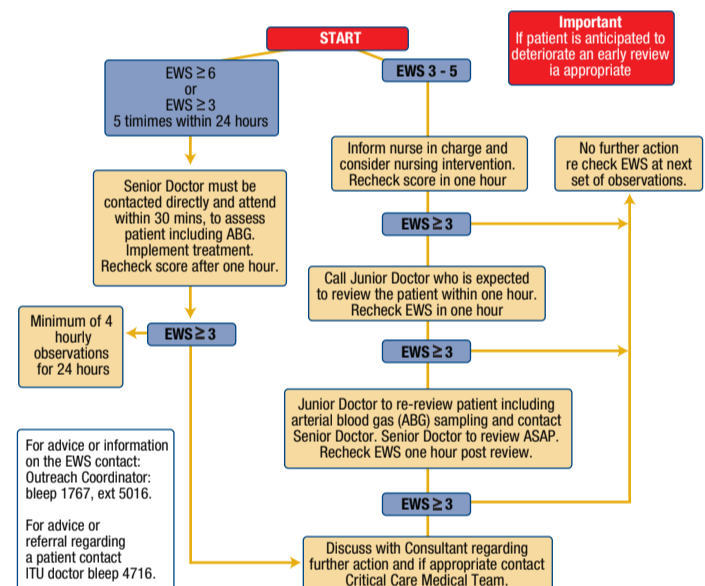 START
Important
If patient is anticipated to
deteriorate an early review
ia appropriate
EWS ≥ 6
or
EWS ≥ 3
5 timimes within 24 hours
EWS 3 - 5
Inform nurse in charge and
consider nursing intervention.
Recheck score in one hour
No further action
re check EWS at next
set of observations.
Senior Doctor must be
contacted directly and attend
within 30 mins, to assess
patient including ABG.
Implement treatment.
Recheck score after one hour.
EWS ≥ 3
Call Junior Doctor who is expected
to review the patient within one hour.
Recheck EWS in one hour
Minimum of 4
hourly
observations
for 24 hours
EWS ≥ 3
EWS ≥ 3
Junior Doctor to re-review patient including
arterial blood gas (ABG) sampling and contact
Senior Doctor. Senior Doctor to review ASAP.
Recheck EWS one hour post review.
For advice or information
on the EWS contact:
Outreach Coordinator:
bleep 1767, ext 5016.
For advice or
referral regarding
a patient contact
ITU doctor bleep 4716.
EWS ≥ 3
Discuss with Consultant regarding
further action and if appropriate contact
Critical Care Medical Team.